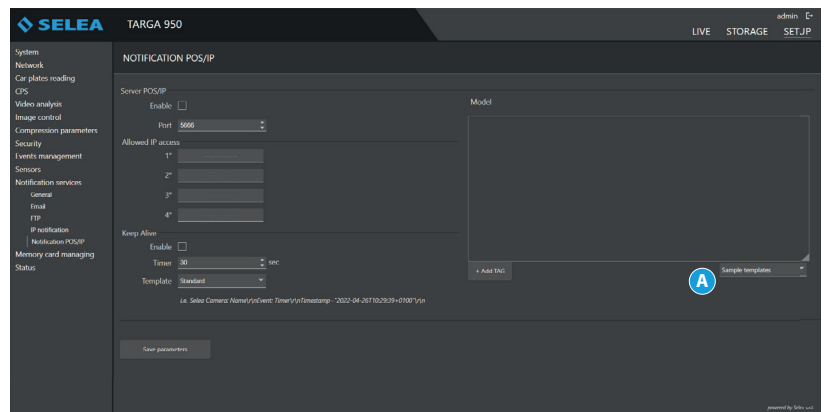 SELEA
TARGA 950
admin
LIVE STORAGE SETUP
System
Network
Car plates reading
CPS
Video analysis
Image control
Compression parameters
Security
Events management
Sensors
Notification services
General
Email
FTP
IP notification
Notification POS/IP
Memory card managing
Status
NOTIFICATION POS/IP
Server POS/IP
Enable
Port 5666
Allowed IP access
1°
2°
3°
4°
Keep Alive
Enable
Timer 30 sec
Template Standard
i.e. Selea Camera: Name\r\nEvent: Timer\r\nTimestamp - "2022-04-26T10:29:39+0100"\r\n
Model
+ Add TAG
A
Sample templates
Save parameters
powered by Selea s.r.l.